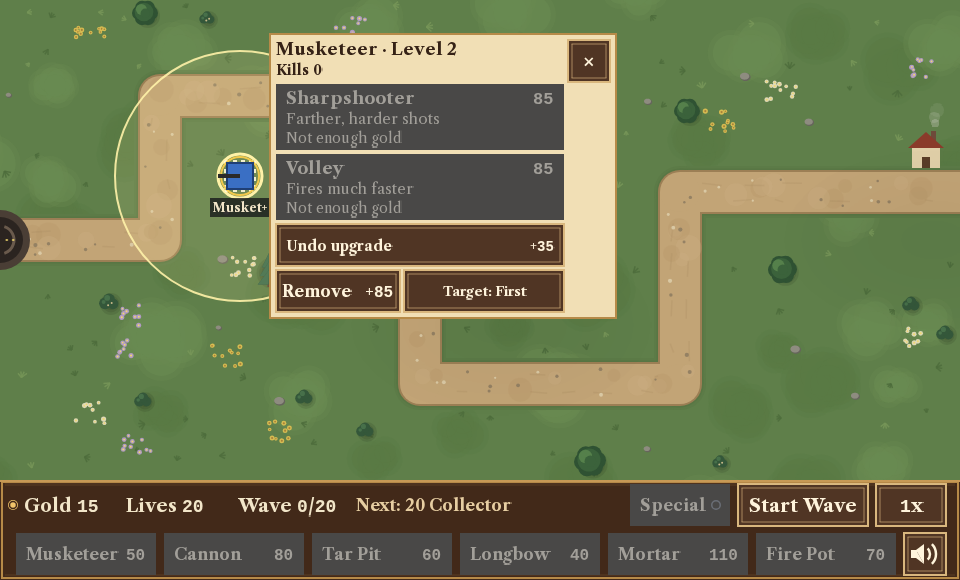 Musketeer · Level 2
Kills 0
×
Sharpshooter 85
Farther, harder shots
Not enough gold
Volley 85
Fires much faster
Not enough gold
Musket+
Undo upgrade +35
Remove +85
Target: First
Gold 15
Lives 20
Wave 0/20
Next: 20 Collector
Special
Start Wave
1x
Musketeer 50
Cannon 80
Tar Pit 60
Longbow 40
Mortar 110
Fire Pot 70